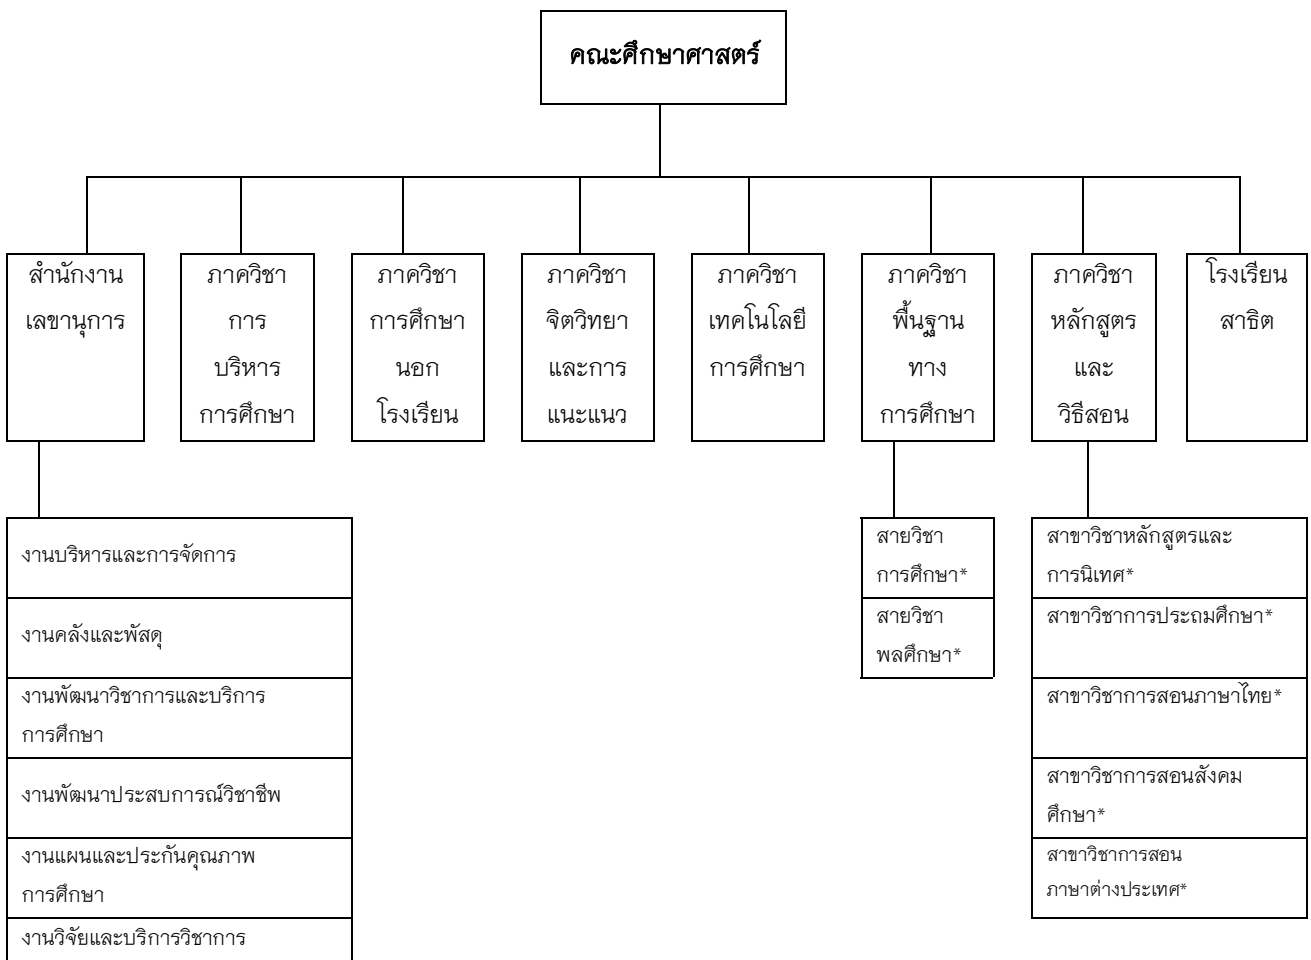 คณะศึกษาศาสตร์
สำนักงาน
เลขานุการ
ภาควิชา
การ
บริหาร
การศึกษา
ภาควิชา
การศึกษา
นอก
โรงเรียน
ภาควิชา
จิตวิทยา
และการ
แนะแนว
ภาควิชา
เทคโนโลยี
การศึกษา
ภาควิชา
พื้นฐาน
ทาง
การศึกษา
ภาควิชา
หลักสูตร
และ
วิธีสอน
โรงเรียน
สาธิต
งานบริหารและการจัดการ
งานคลังและพัสดุ
งานพัฒนาวิชาการและบริการ
การศึกษา
งานพัฒนาประสบการณ์วิชาชีพ
งานแผนและประกันคุณภาพ
การศึกษา
งานวิจัยและบริการวิชาการ
สายวิชา
การศึกษา*
สายวิชา
พลศึกษา*
สาขาวิชาหลักสูตรและ
การนิเทศ*
สาขาวิชาการประถมศึกษา*
สาขาวิชาการสอนภาษาไทย*
สาขาวิชาการสอนสังคม
ศึกษา*
สาขาวิชาการสอน
ภาษาต่างประเทศ*